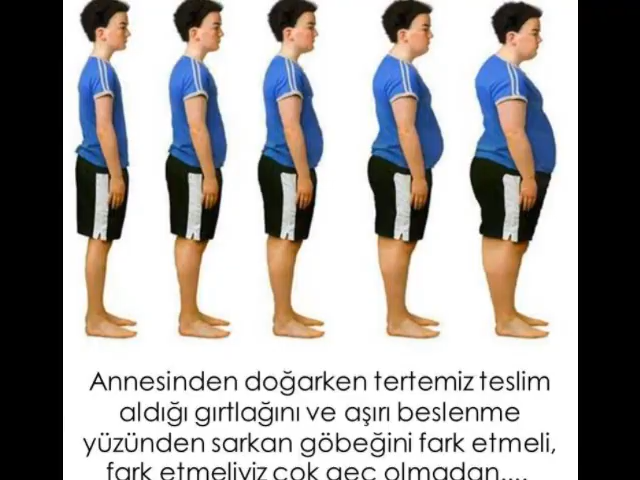 Annesinden doğarken tertemiz teslim
aldığı gırtlağını ve aşırı beslenme
yüzünden sarkan göbeğini fark etmeli,
fark etmeliyiz çok geç olmadan....